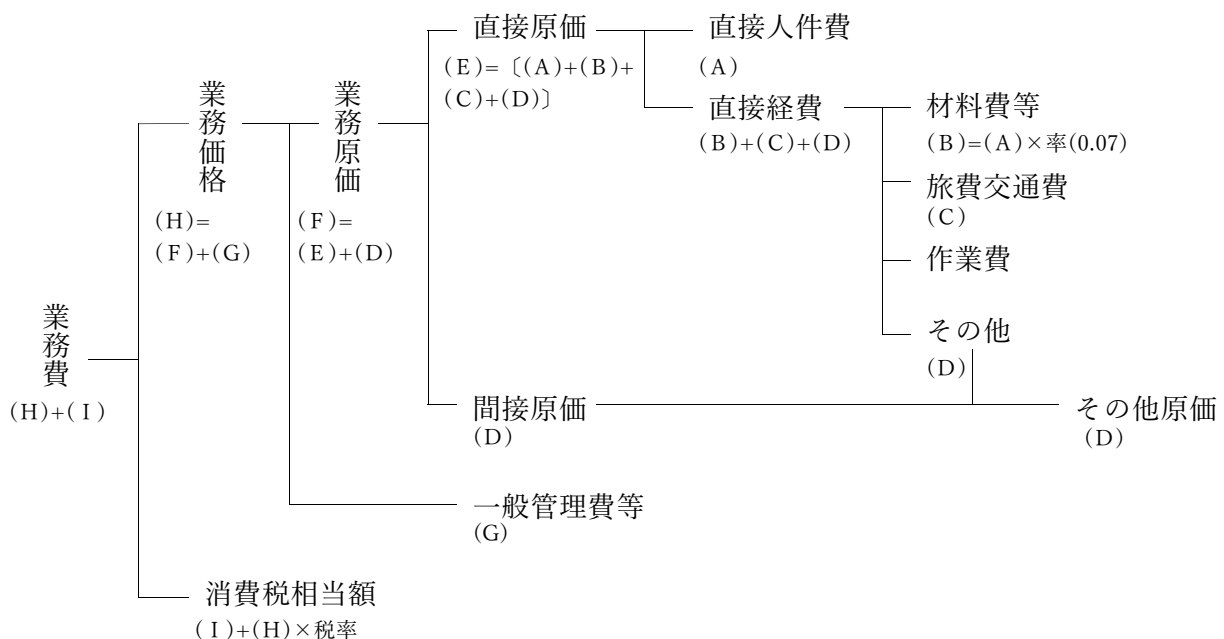 直接原価
(E)=〔(A)+(B)+
(C)+(D)〕
直接人件費
(A)
直接経費
(B)+(C)+(D)
材料費等
(B)=(A)×率(0.07)
旅費交通費
(C)
作業費
その他
(D)
業務価格
(H)=
(F)+(G)
業務原価
(F)=
(E)+(D)
業務費
(H)+(I)
間接原価
(D)
その他原価
(D)
一般管理費等
(G)
消費税相当額
(I)+(H)×税率